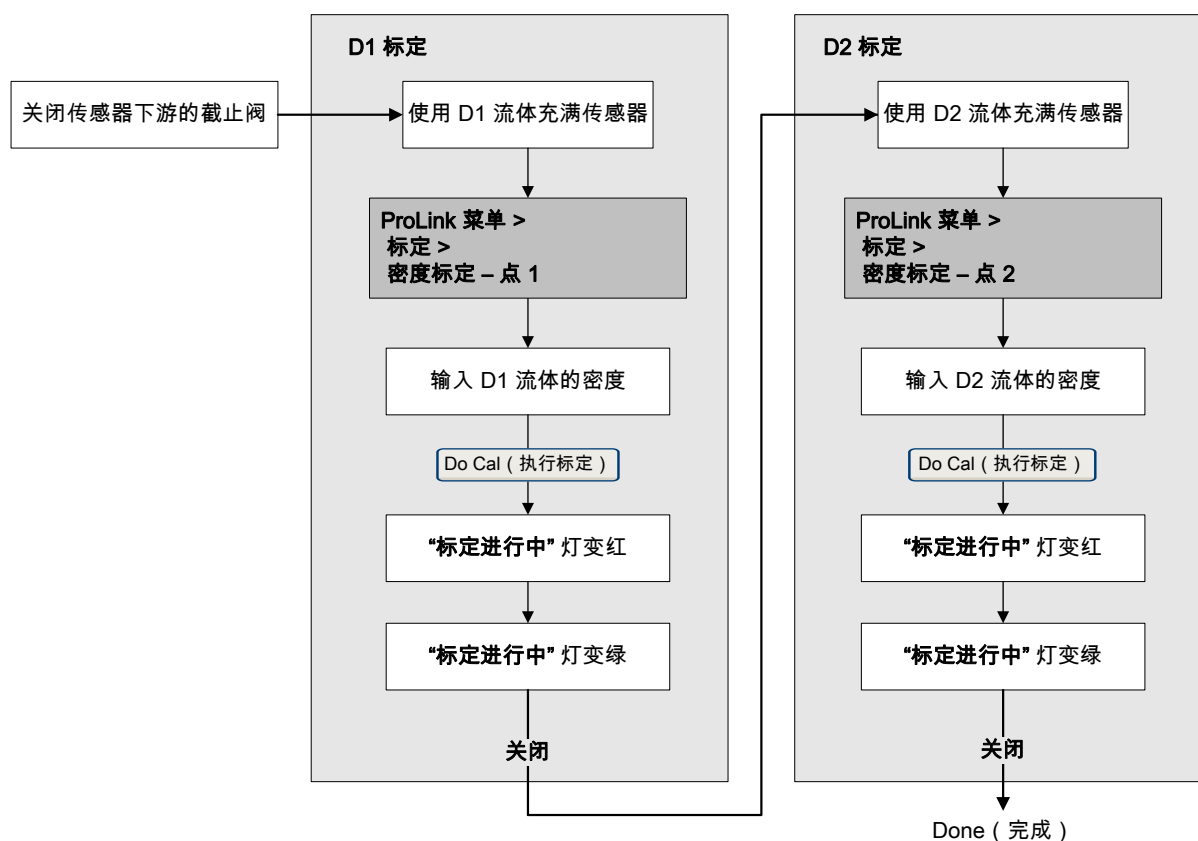 关闭传感器下游的截止阀
D1 标定
使用 D1 流体充满传感器
ProLink 菜单 >
标定 >
密度标定 – 点 1
输入 D1 流体的密度
Do Cal（执行标定）
“标定进行中” 灯变红
“标定进行中” 灯变绿
关闭
D2 标定
使用 D2 流体充满传感器
ProLink 菜单 >
标定 >
密度标定 – 点 2
输入 D2 流体的密度
Do Cal（执行标定）
“标定进行中” 灯变红
“标定进行中” 灯变绿
关闭
Done（完成）